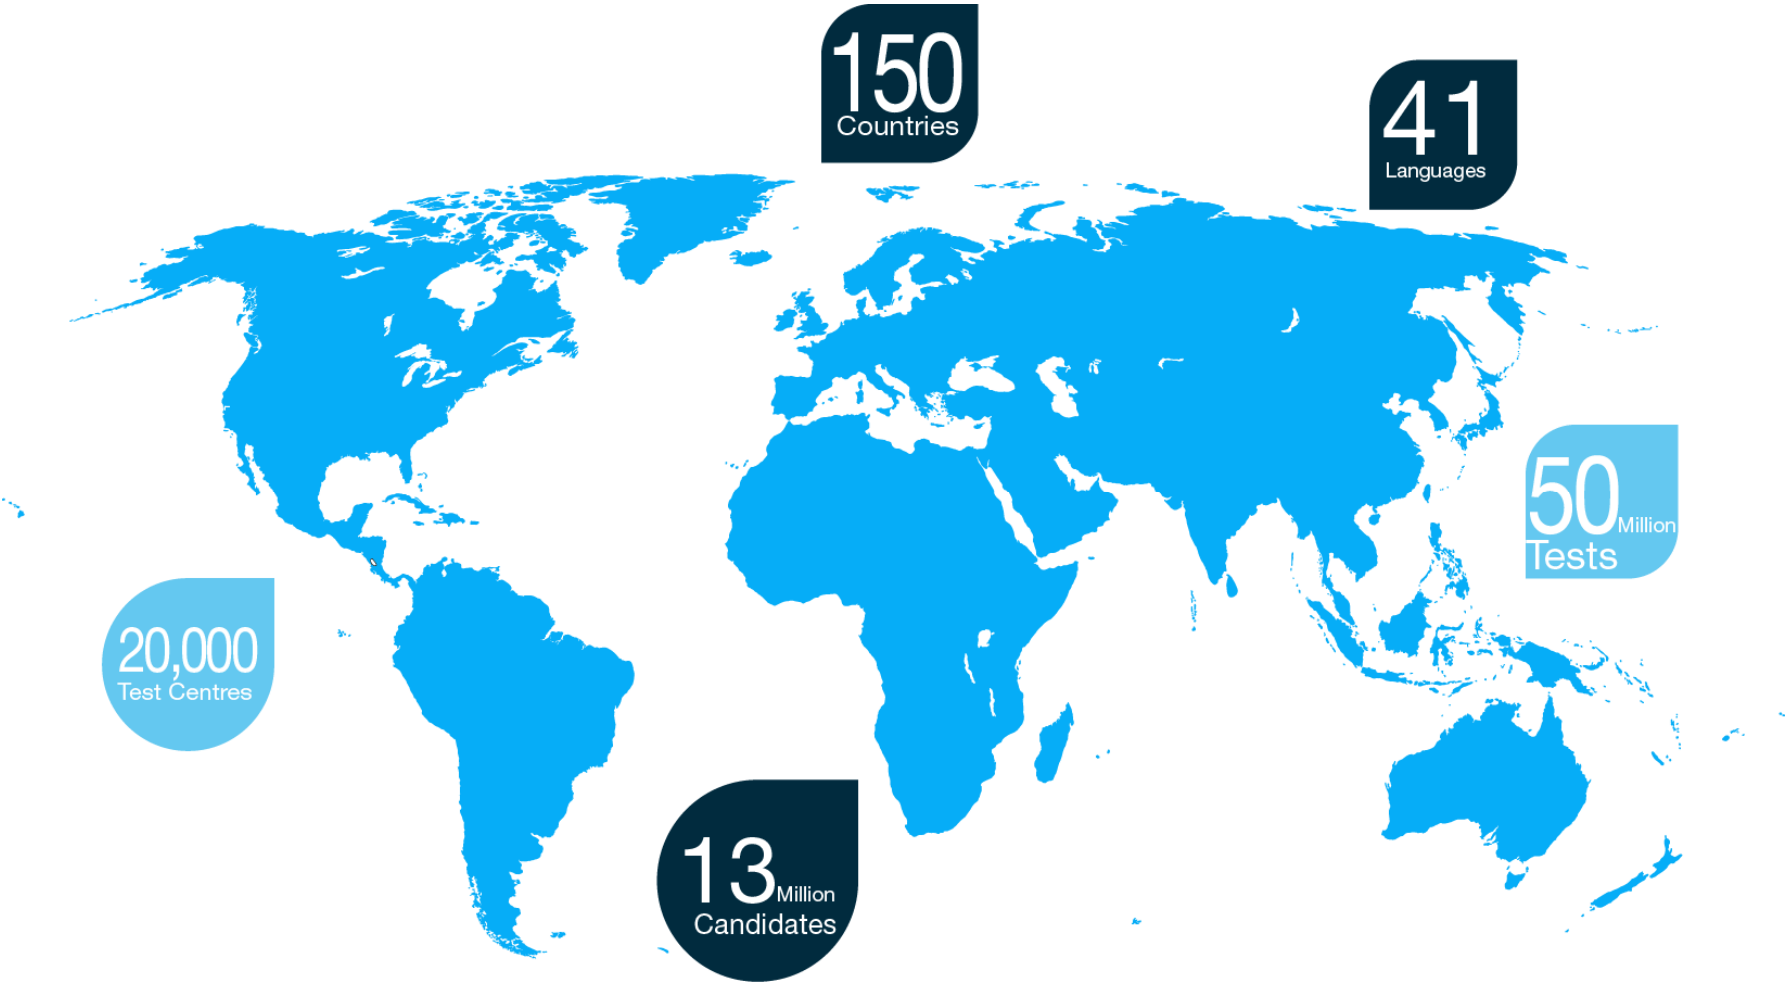 150
Countries
41
Languages
50 Million
Tests
20,000
Test Centres
13 Million
Candidates